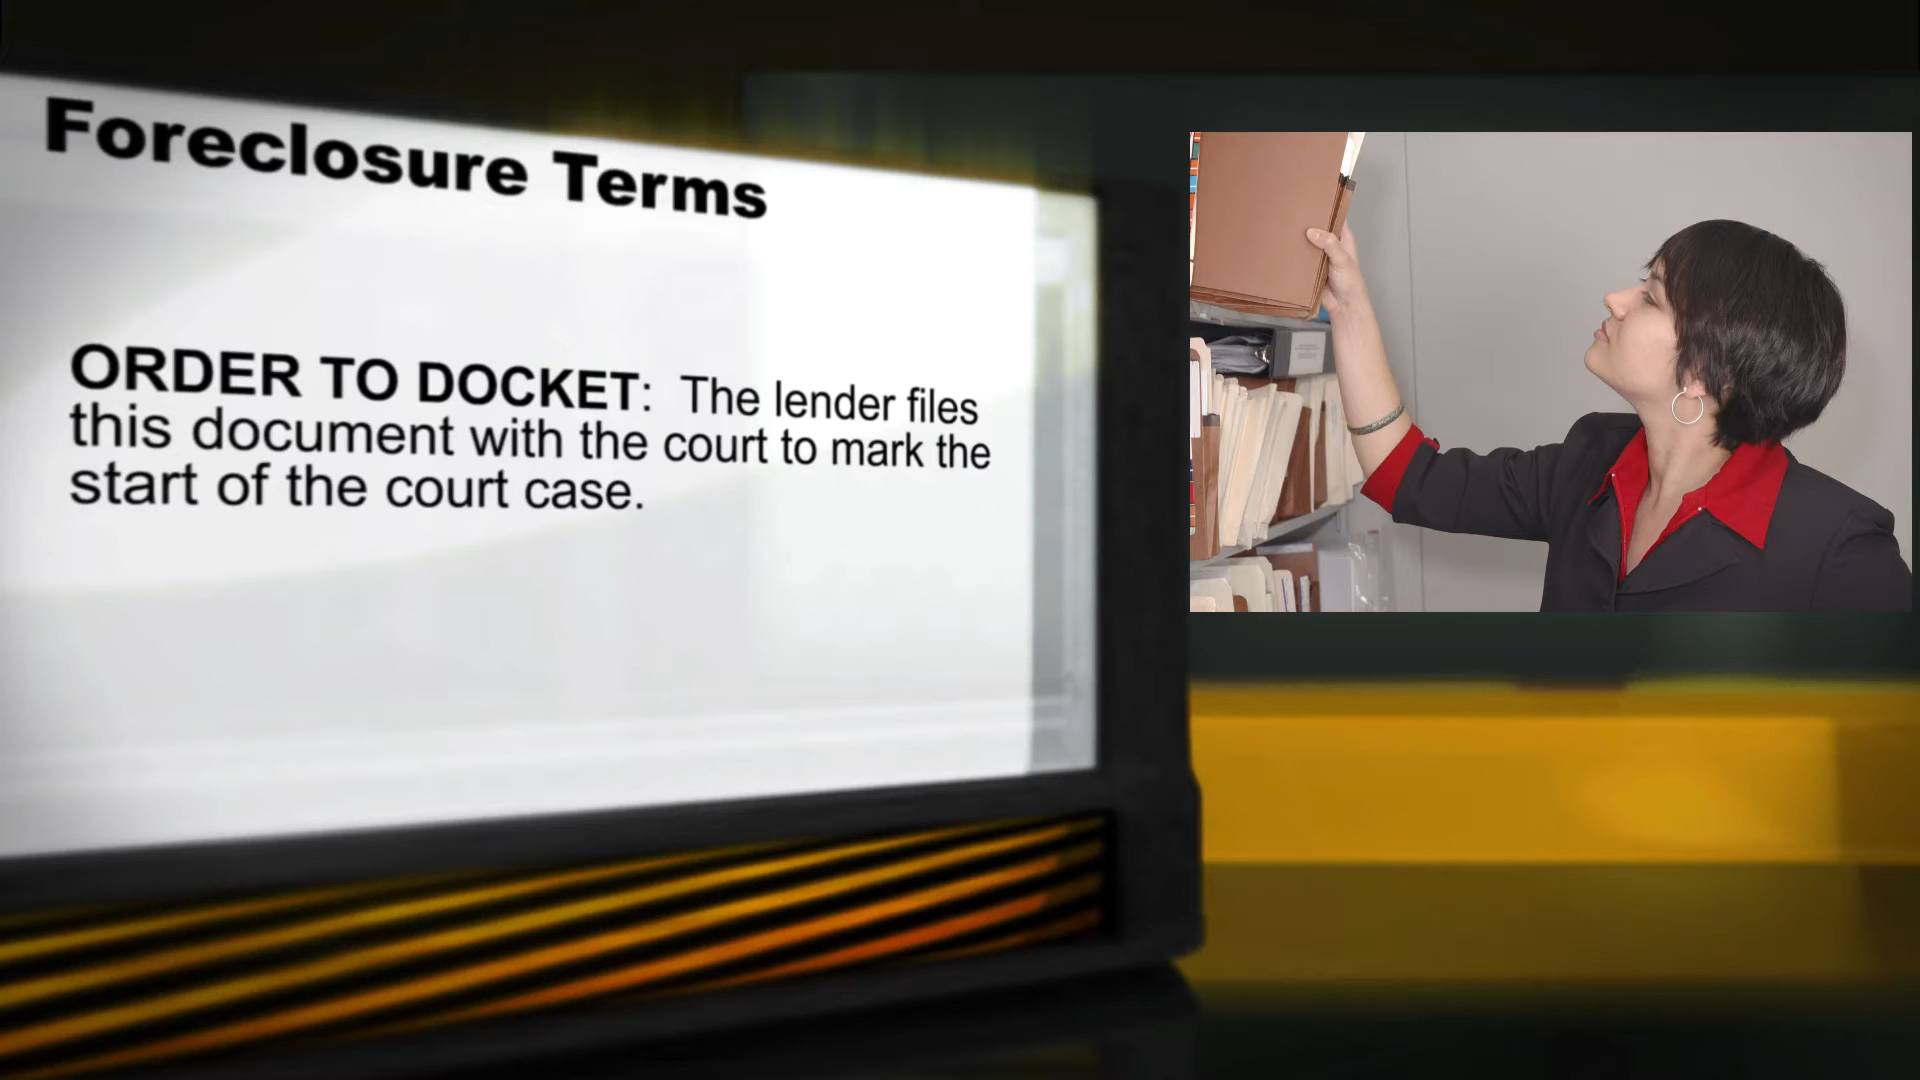 Foreclosure Terms
ORDER TO DOCKET: The lender files
this document with the court to mark the
start of the court case.